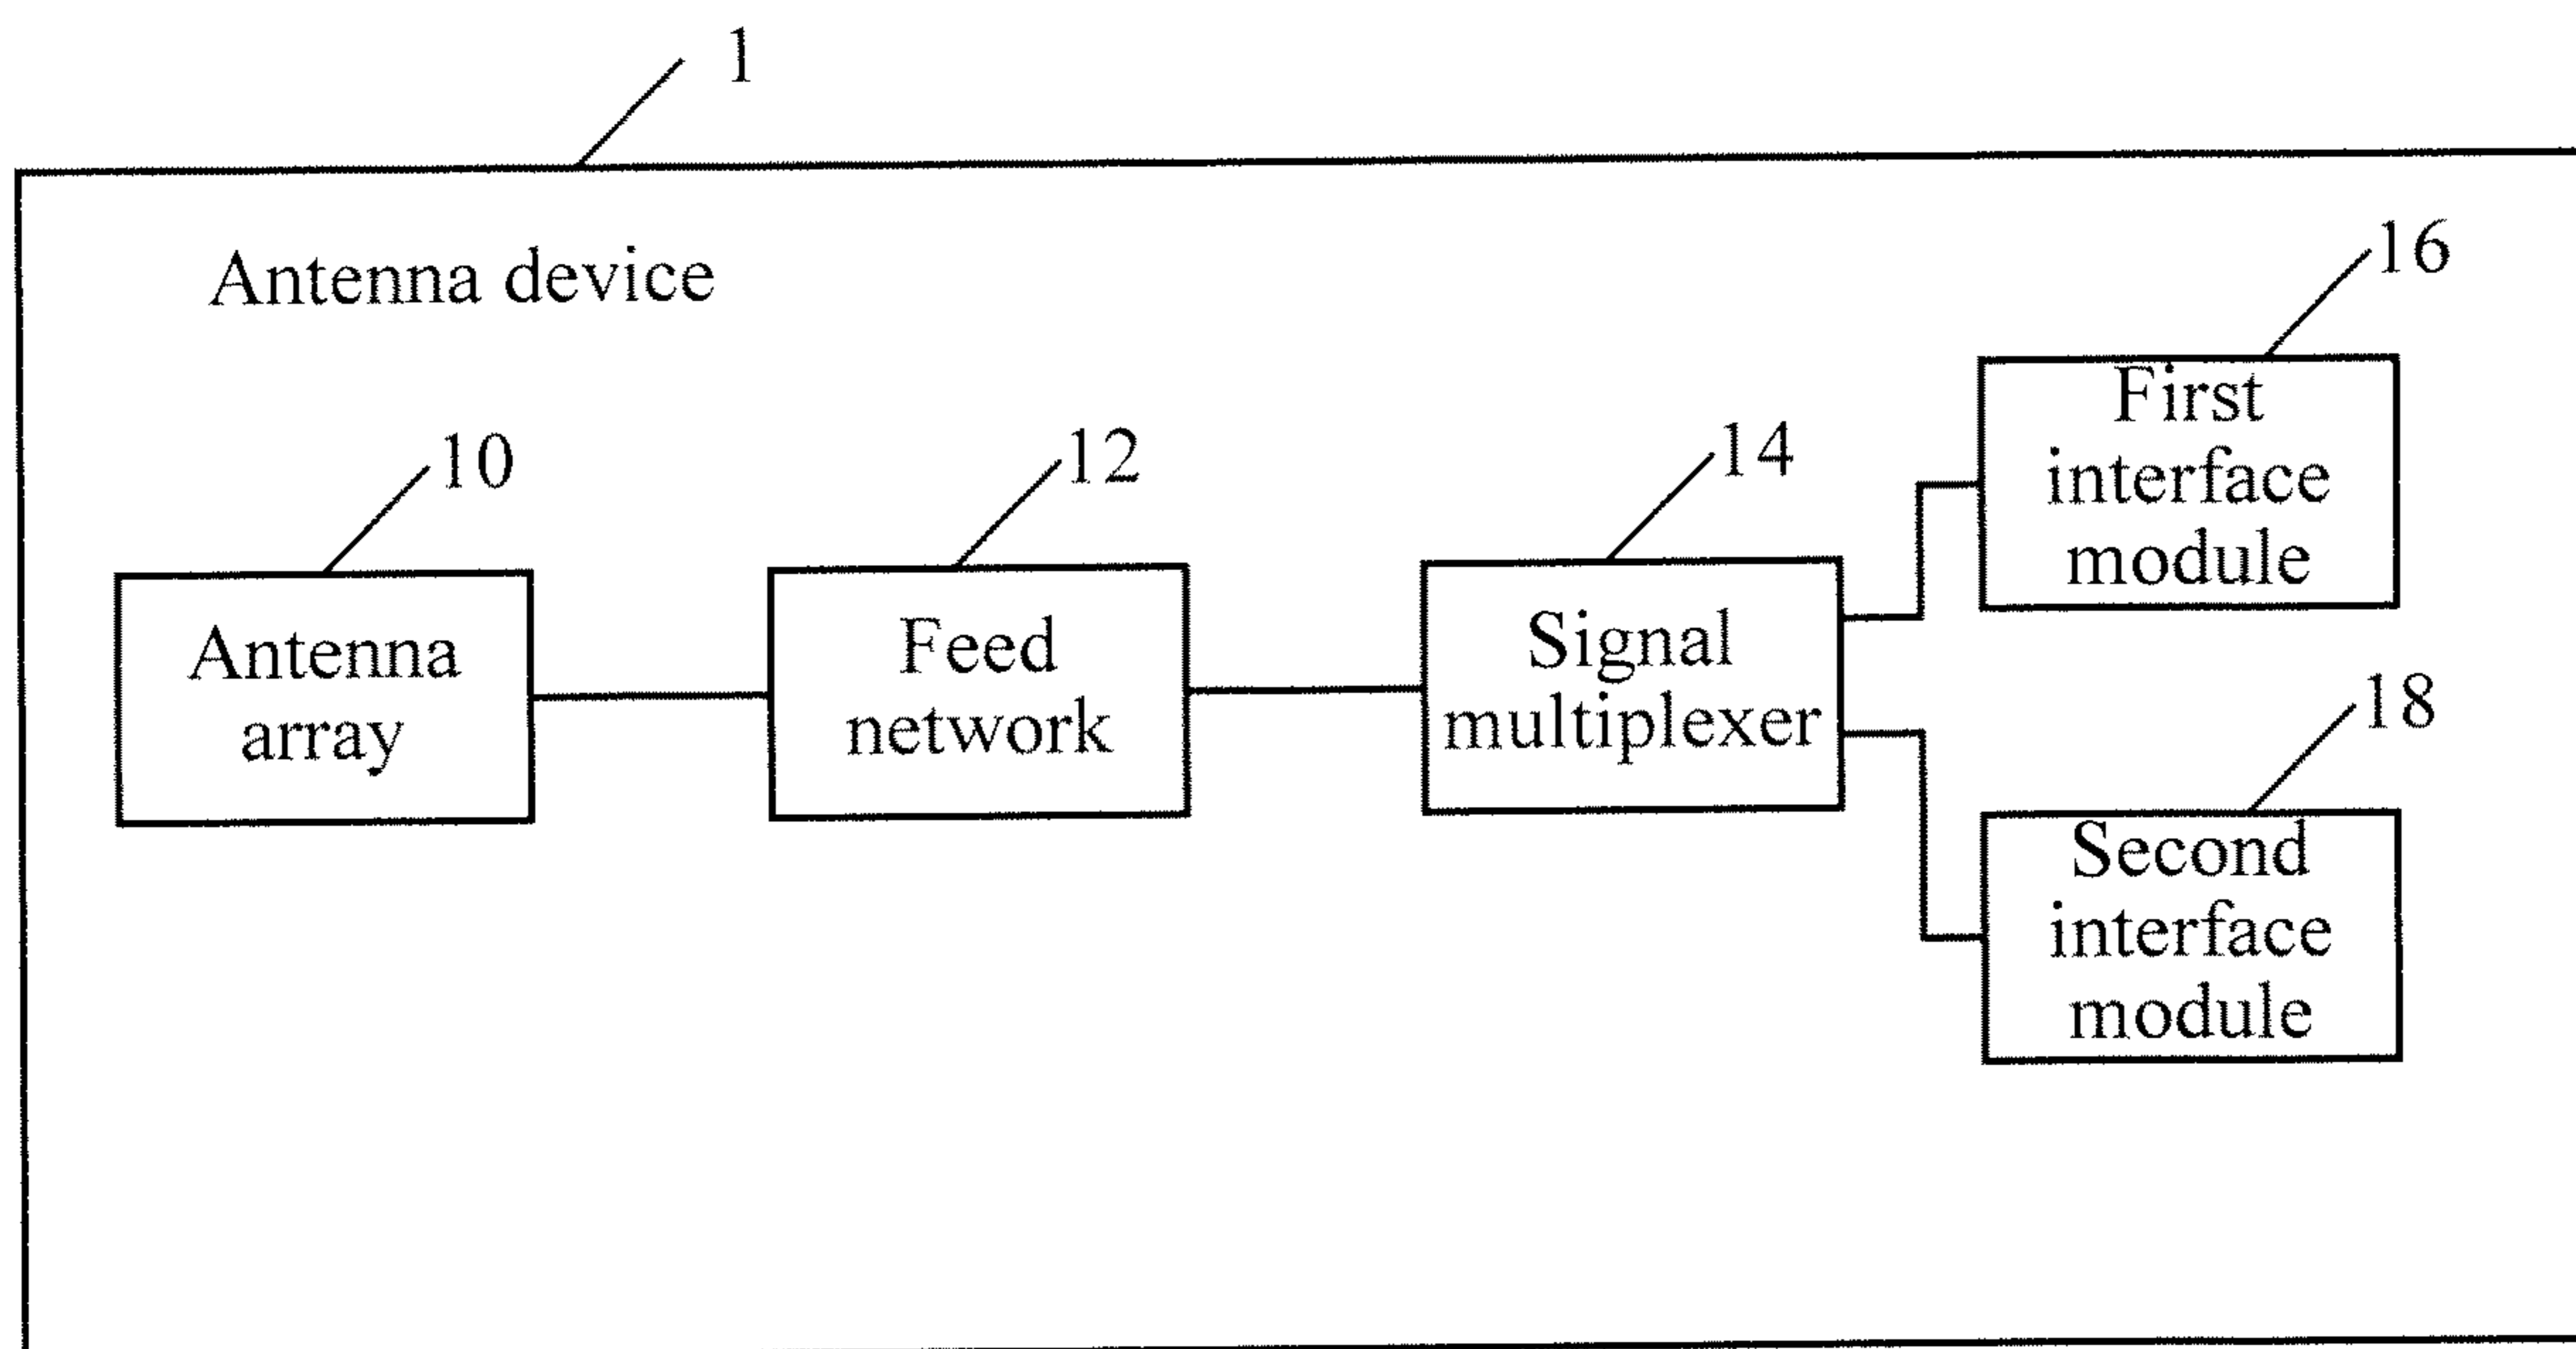 1
Antenna device
16
First
interface
module
10
Antenna
array
12
Feed
network
14
Signal
multiplexer
18
Second
interface
module